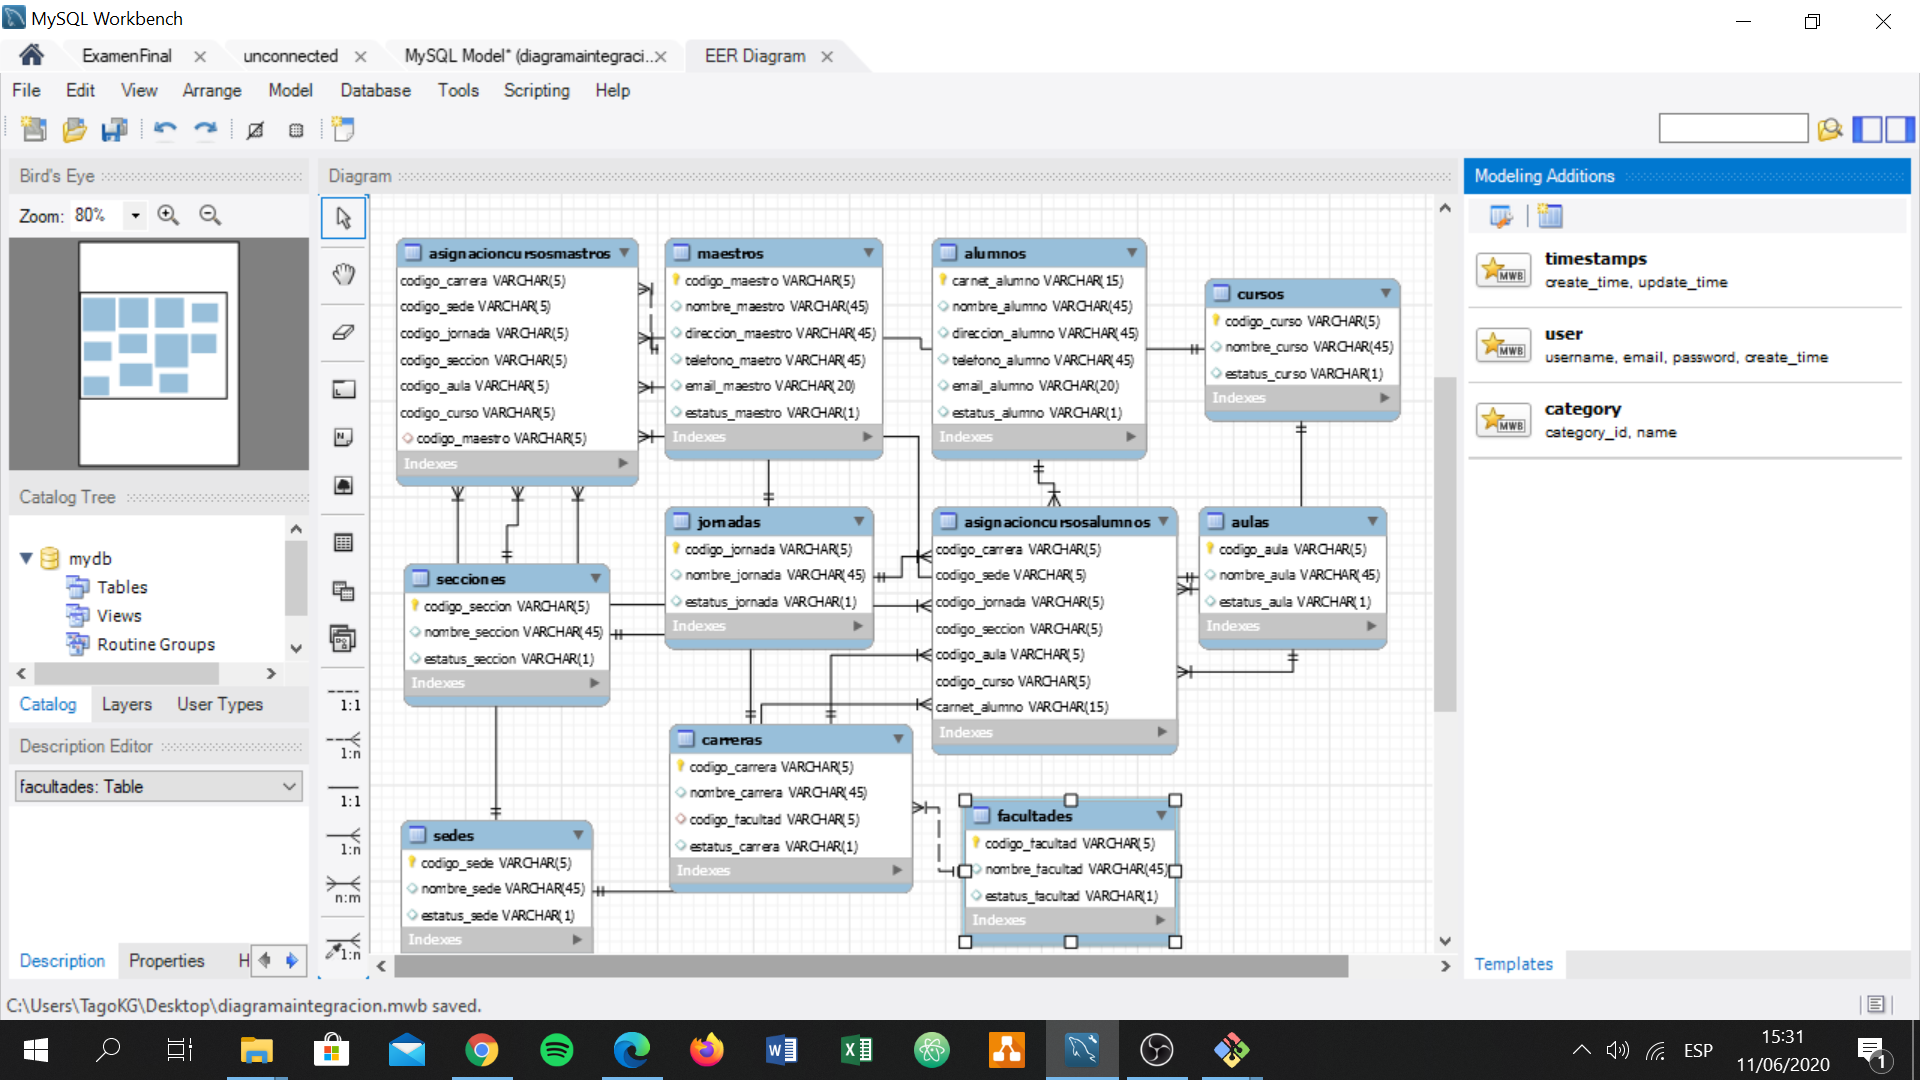 MySQL Workbench
ExamenFinal
unconnected
MySQL Model* (diagramaintegraci..
EER Diagram
File Edit View Arrange Model Database Tools Scripting Help
Bird's Eye
Zoom: 80%
Catalog Tree
mydb
Tables
Views
Routine Groups
Catalog Layers User Types
Description Editor
facultades: Table
Description Properties H
Diagram
1:1
1:n
1:1
1:n
n:m
1:n
asignacioncursosmastros
codigo_carrera VARCHAR(5)
codigo_sede VARCHAR(5)
codigo_jornada VARCHAR(5)
codigo_seccion VARCHAR(5)
codigo_aula VARCHAR(5)
codigo_curso VARCHAR(5)
codigo_maestro VARCHAR(5)
Indexes
maestros
codigo_maestro VARCHAR(5)
nombre_maestro VARCHAR(45)
direccion_maestro VARCHAR(45)
telefono_maetro VARCHAR(45)
email_maestro VARCHAR(20)
estatus_maestro VARCHAR(1)
Indexes
alumnos
carnet_alumno VARCHAR(15)
nombre_alumno VARCHAR(45)
direccion_alumno VARCHAR(45)
telefono_alumno VARCHAR(45)
email_alumno VARCHAR(20)
estatus_alumno VARCHAR(1)
Indexes
cursos
codigo_curso VARCHAR(5)
nombre_curso VARCHAR(45)
estatus_curso VARCHAR(1)
Indexes
secciones
codigo_seccion VARCHAR(5)
nombre_seccion VARCHAR(45)
estatus_seccion VARCHAR(1)
Indexes
jornadas
codigo_jornada VARCHAR(5)
nombre_jornada VARCHAR(45)
estatus_jornada VARCHAR(1)
Indexes
asignacioncursosalumnos
codigo_carrera VARCHAR(5)
codigo_sede VARCHAR(5)
codigo_jornada VARCHAR(5)
codigo_seccion VARCHAR(5)
codigo_aula VARCHAR(5)
codigo_curso VARCHAR(5)
carnet_alumno VARCHAR(15)
Indexes
aulas
codigo_aula VARCHAR(5)
nombre_aula VARCHAR(45)
estatus_aula VARCHAR(1)
Indexes
sedes
codigo_sede VARCHAR(5)
nombre_sede VARCHAR(45)
estatus_sede VARCHAR(1)
Indexes
carreras
codigo_carrera VARCHAR(5)
nombre_carrera VARCHAR(45)
codigo_facultad VARCHAR(5)
estatus_carrera VARCHAR(1)
Indexes
facultades
codigo_facultad VARCHAR(5)
nombre_facultad VARCHAR(45)
estatus_facultad VARCHAR(1)
Indexes
Modeling Additions
MWB
timestamps
create_time, update_time
MWB
user
username, email, password, create_time
MWB
category
category_id, name
Templates
C:\Users\TagoKG\Desktop\diagramaintegracion.mwb saved.
ESP
15:31
11/06/2020
1